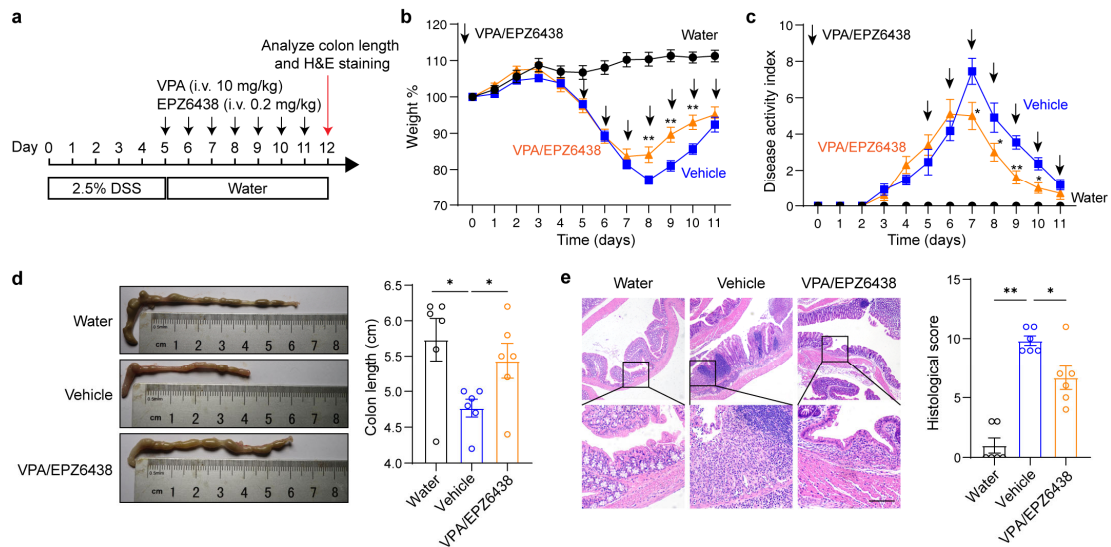 a
Analyze colon length
and H&E staining
VPA (i.v. 10 mg/kg)
EPZ6438 (i.v. 0.2 mg/kg)
Day 0 1 2 3 4 5 6 7 8 9 10 11 12
2.5% DSS
Water
b
VPA/EPZ6438
Water
VPA/EPZ6438
Vehicle
** ** **
Weight %
120
110
100
90
80
70
0 1 2 3 4 5 6 7 8 9 10 11
Time (days)
c
VPA/EPZ6438
Vehicle
VPA/EPZ6438
* * ** *
Water
Disease activity index
10
8
6
4
2
0
0 1 2 3 4 5 6 7 8 9 10 11
Time (days)
d
Water
0.5mm
cm 1 2 3 4 5 6 7 8
Vehicle
cm 1 2 3 4 5 6 7 8
VPA/EPZ6438
0.5mm
cm 1 2 3 4 5 6 7 8
Colon length (cm)
6.5
6.0
5.5
5.0
4.5
4.0
* *
Water
Vehicle
VPA/EPZ6438
e
Water Vehicle VPA/EPZ6438
Histological score
15
10
5
0
** *
Water
Vehicle
VPA/EPZ6438